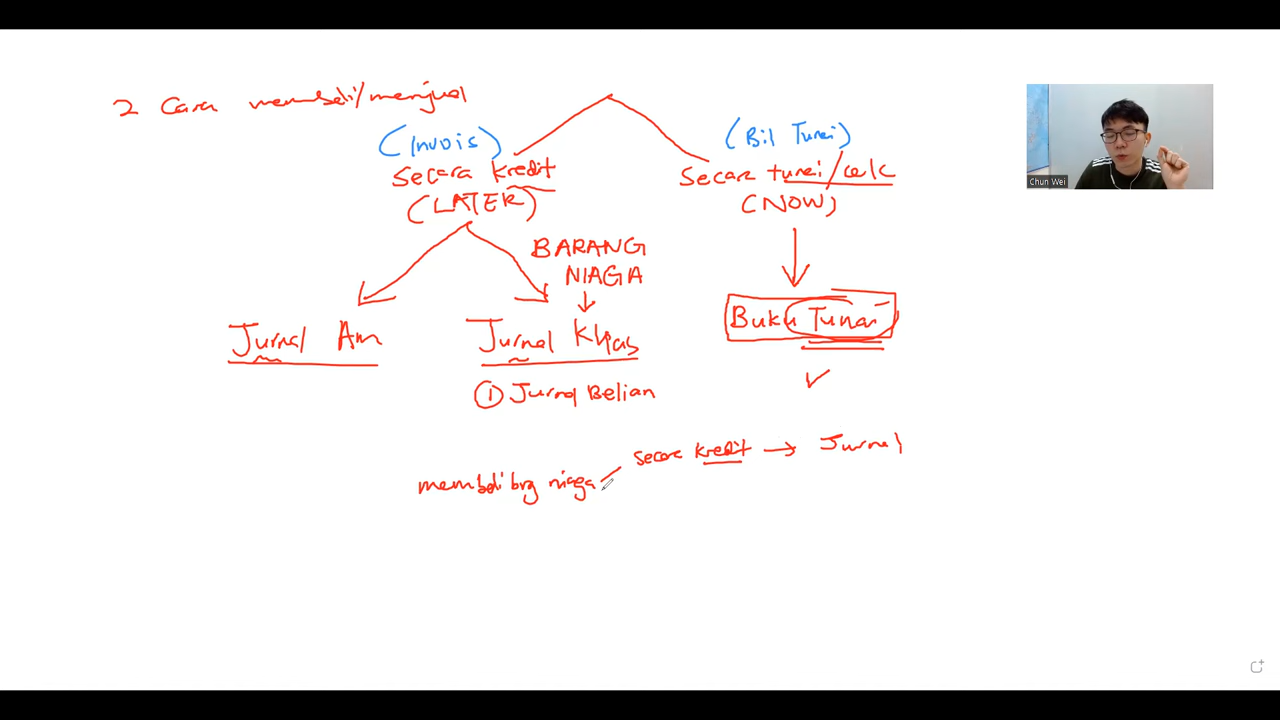 2 Cara membeli/menjual
(Invois)
Secara kredit
(LATER)
(Bil Tunai)
Secara tunai/cek
(NOW)
BARANG
NIAGA
Jurnal Am
Jurnal Khas
Buku Tunai
① Jurnal Belian
membeli brg niaga
secara kredit → Jurnal
Chun Wei